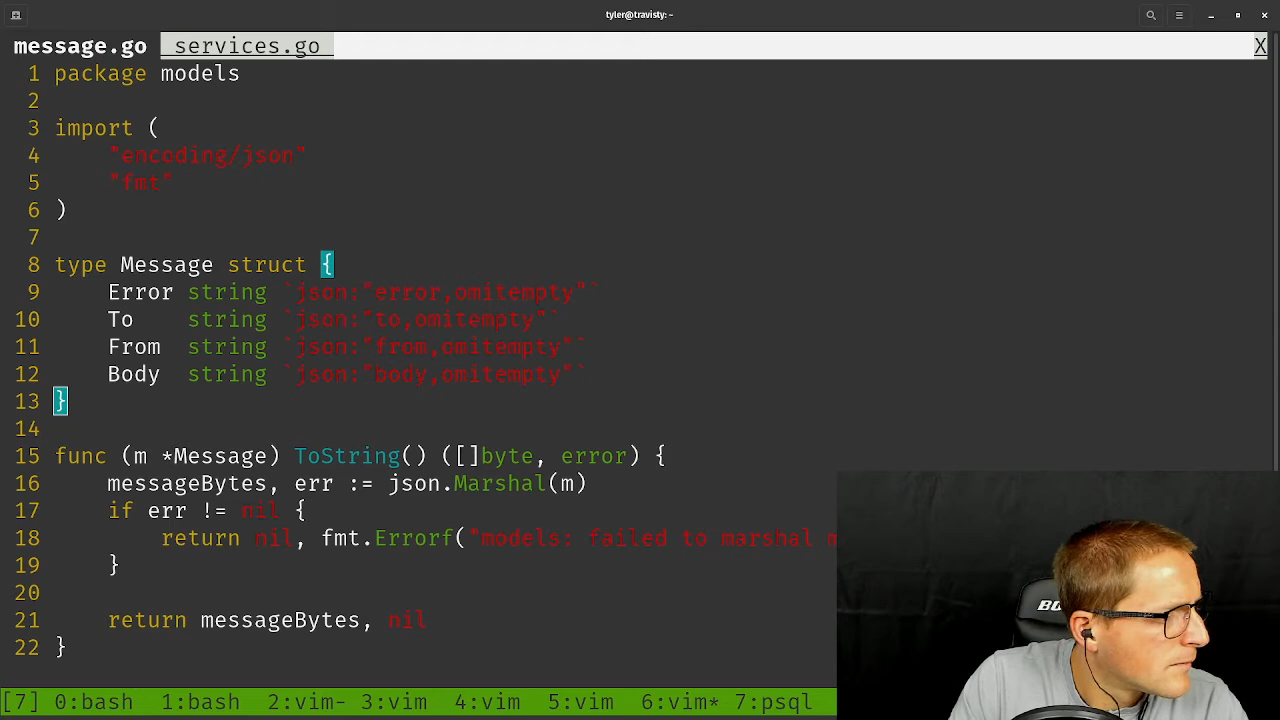 tyler@travisty: ~
message.go services.go X
1 package models
2
3 import (
4 "encoding/json"
5 "fmt"
6 )
7
8 type Message struct {
9 Error string `json:"error,omitempty"`
10 To string `json:"to,omitempty"`
11 From string `json:"from,omitempty"`
12 Body string `json:"body,omitempty"`
13 }
14
15 func (m *Message) ToString() ([]byte, error) {
16 messageBytes, err := json.Marshal(m)
17 if err != nil {
18 return nil, fmt.Errorf("models: failed to marshal
19 }
20
21 return messageBytes, nil
22 }
[7] 0:bash 1:bash 2:vim- 3:vim 4:vim 5:vim 6:vim* 7:psql